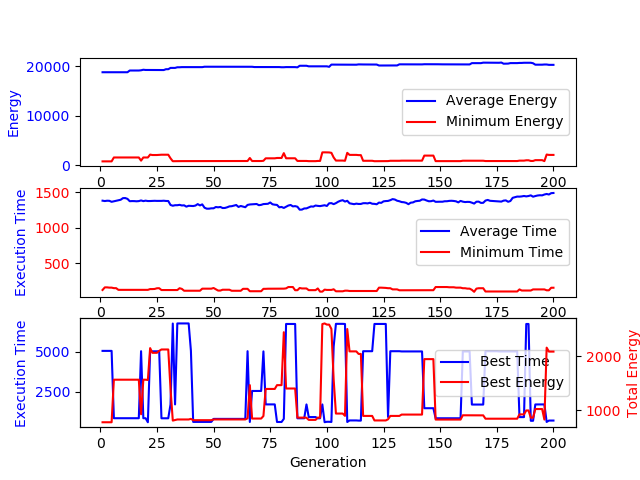 20000
10000
0
Energy
Average Energy
Minimum Energy
0 25 50 75 100 125 150 175 200
1500
1000
500
Execution Time
Average Time
Minimum Time
0 25 50 75 100 125 150 175 200
5000
2500
Execution Time
Best Time
Best Energy
2000
1000
Total Energy
0 25 50 75 100 125 150 175 200
Generation